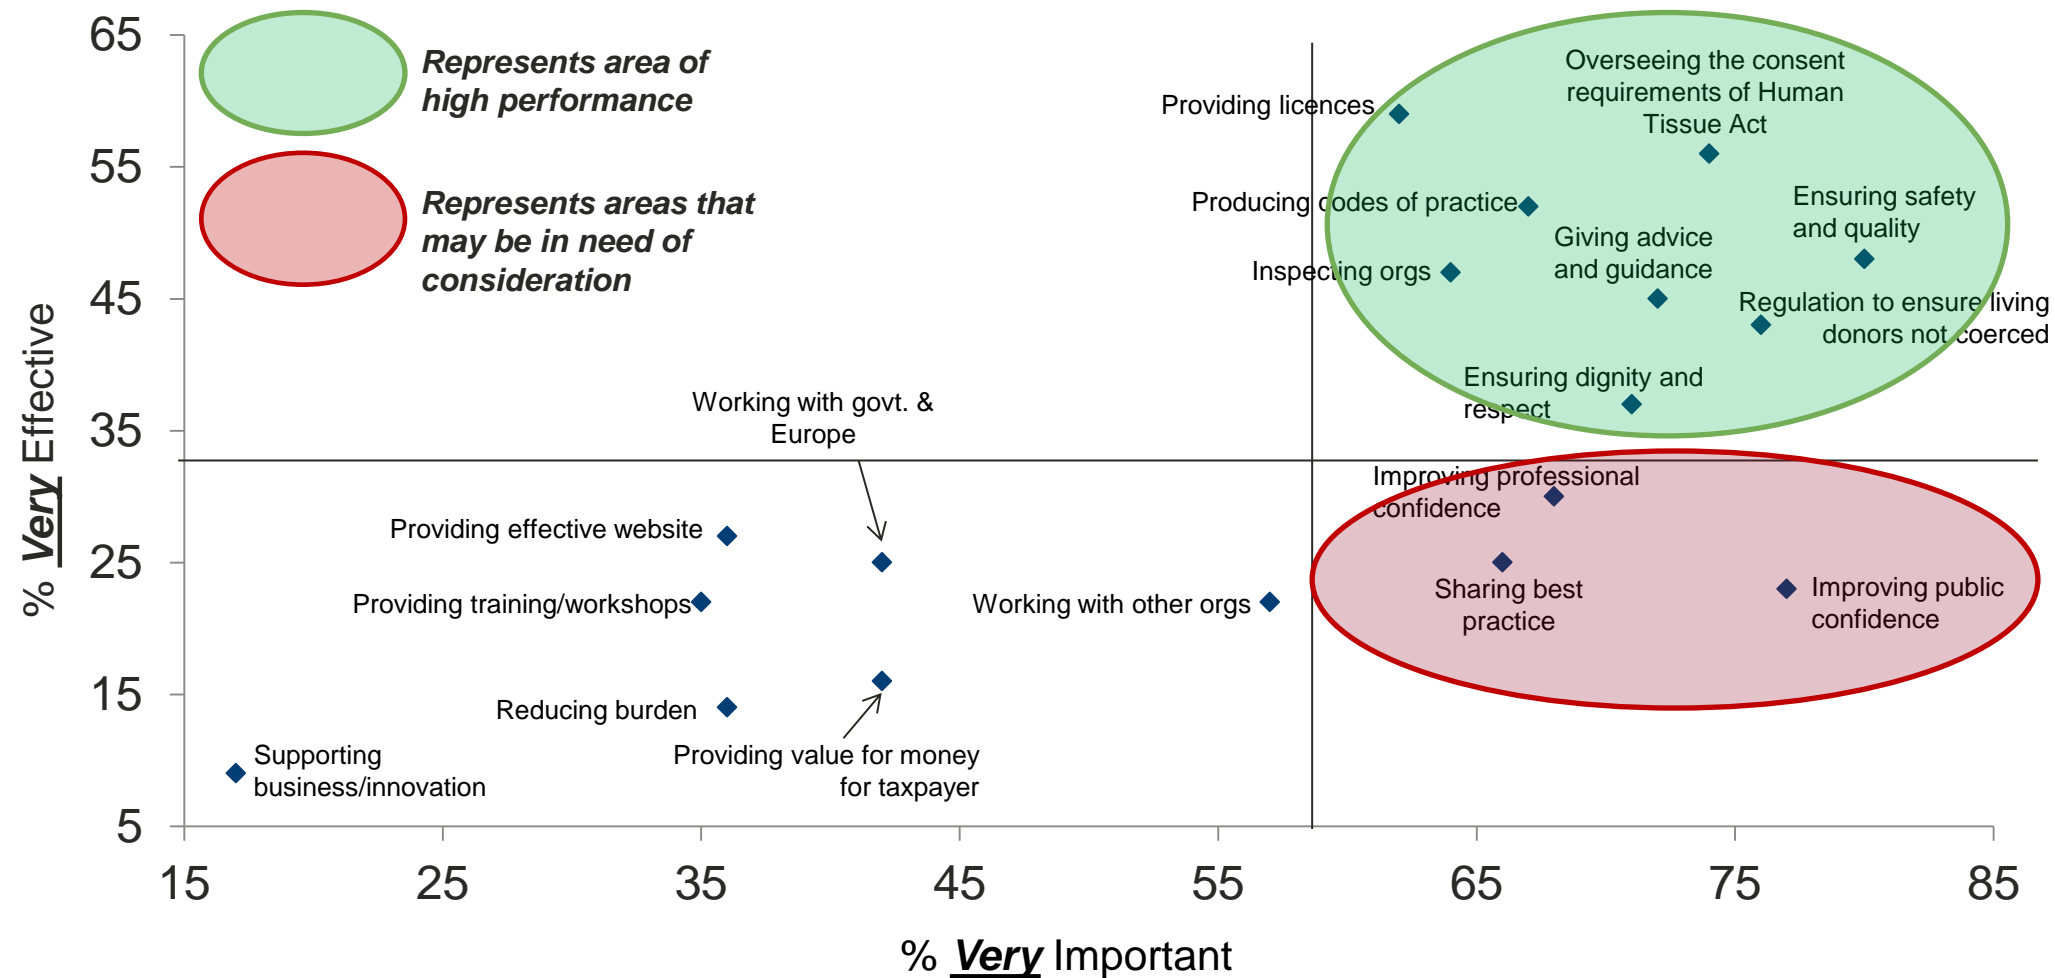 65
55
45
35
25
15
5
% Very Effective
Represents area of
high performance
Represents areas that
may be in need of
consideration
Providing licences
Overseeing the consent
requirements of Human
Tissue Act
Producing codes of practice
Ensuring safety
and quality
Giving advice
and guidance
Inspecting orgs
Regulation to ensure living
donors not coerced
Ensuring dignity and
respect
Working with govt. &
Europe
Improving professional
confidence
Providing effective website
Sharing best
practice
Improving public
confidence
Providing training/workshops
Working with other orgs
Reducing burden
Providing value for money
for taxpayer
Supporting
business/innovation
15
25
35
45
55
65
75
85
% Very Important